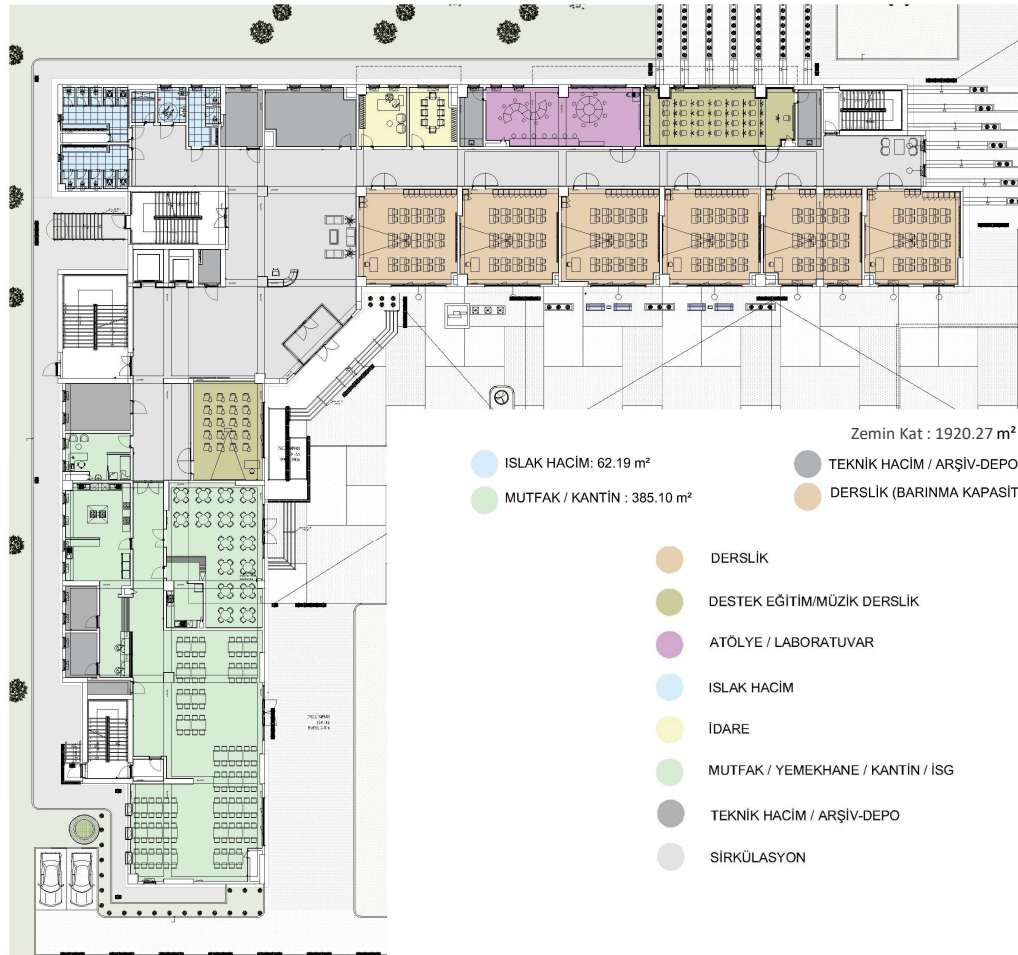 Zemin Kat : 1920.27 m²
ISLAK HACİM: 62.19 m²
TEKNİK HACİM / ARŞİV-DEPO
MUTFAK / KANTİN : 385.10 m²
DERSLİK (BARINMA KAPASİT
DERSLİK
DESTEK EĞİTİM/MÜZİK DERSLİK
ATÖLYE / LABORATUVAR
ISLAK HACİM
İDARE
MUTFAK / YEMEKHANE / KANTİN / İSG
TEKNİK HACİM / ARŞİV-DEPO
SİRKÜLASYON